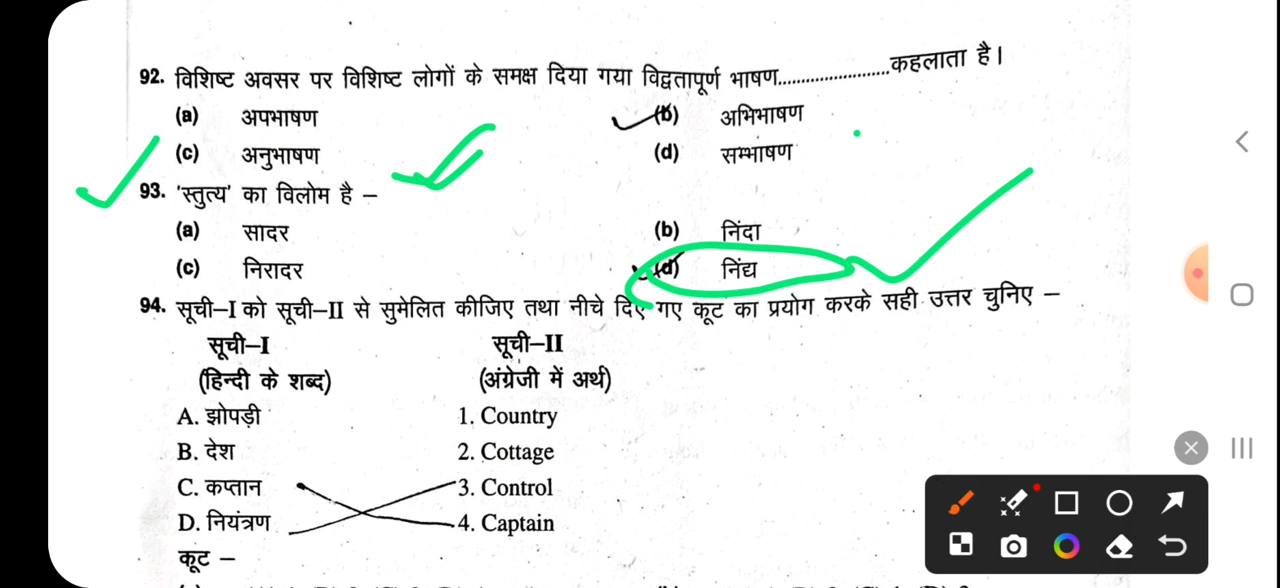 92. विशिष्ट अवसर पर विशिष्ट लोगों के समक्ष दिया गया विद्वतापूर्ण भाषण......................कहलाता है।
(a) अपभाषण (b) अभिभाषण
(c) अनुभाषण (d) सम्भाषण
93. 'स्तुत्य' का विलोम है –
(a) सादर (b) निंदा
(c) निरादर (d) निंद्य
94. सूची–I को सूची–II से सुमेलित कीजिए तथा नीचे दिए गए कूट का प्रयोग करके सही उत्तर चुनिए –
सूची–I सूची–II
(हिन्दी के शब्द) (अंग्रेजी में अर्थ)
A. झोपड़ी 1. Country
B. देश 2. Cottage
C. कप्तान 3. Control
D. नियंत्रण 4. Captain
कूट –